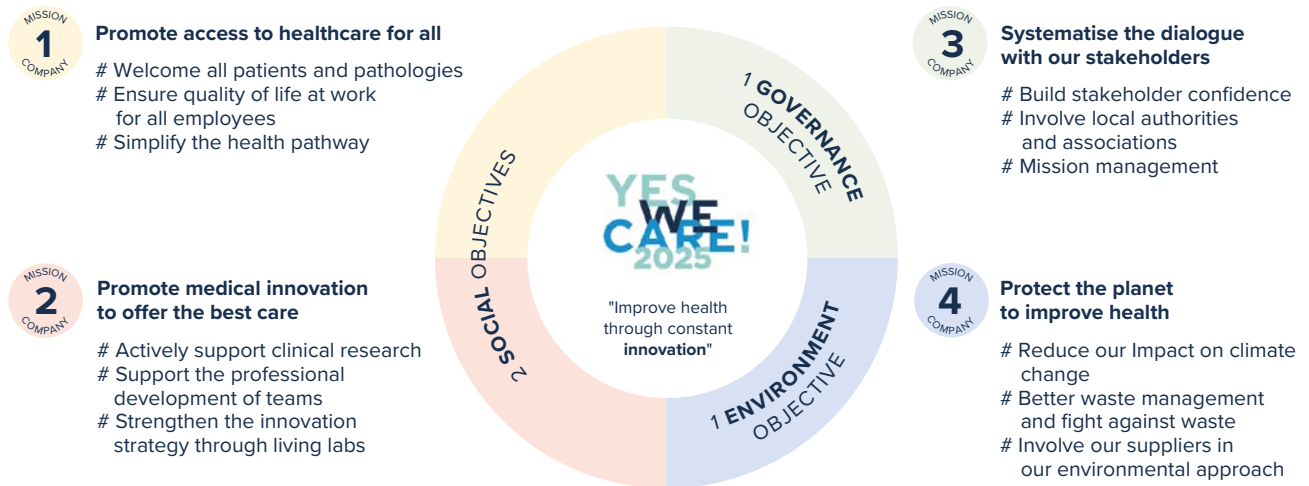 MISSION
1
COMPANY
Promote access to healthcare for all
# Welcome all patients and pathologies
# Ensure quality of life at work
for all employees
# Simplify the health pathway
MISSION
2
COMPANY
Promote medical innovation
to offer the best care
# Actively support clinical research
# Support the professional
development of teams
# Strengthen the innovation
strategy through living labs
2 SOCIAL OBJECTIVES
1 GOVERNANCE
OBJECTIVE
YES
WE
CARE!
2025
"Improve health
through constant
innovation"
1 ENVIRONMENT
OBJECTIVE
MISSION
3
COMPANY
Systematise the dialogue
with our stakeholders
# Build stakeholder confidence
# Involve local authorities
and associations
# Mission management
MISSION
4
COMPANY
Protect the planet
to improve health
# Reduce our Impact on climate
change
# Better waste management
and fight against waste
# Involve our suppliers in
our environmental approach